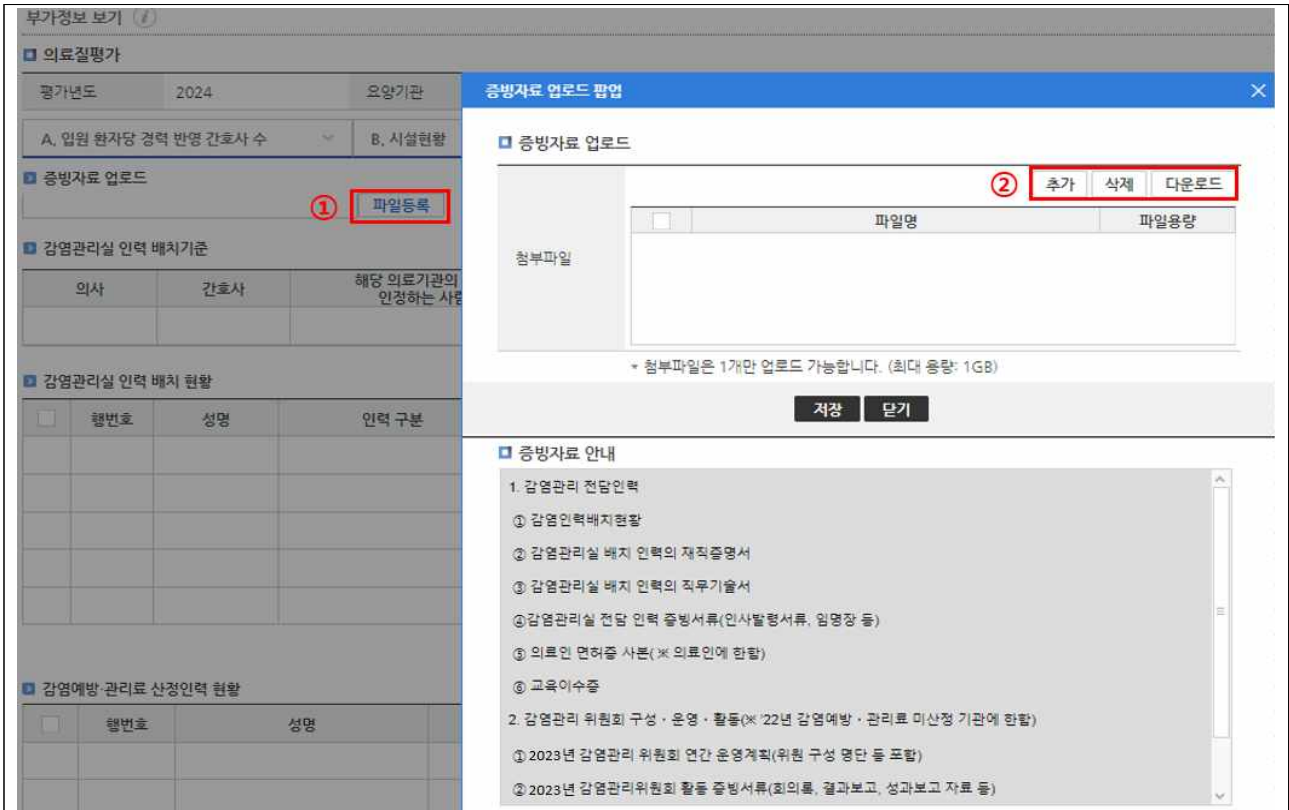 부가정보 보기 i
의료질평가
평가년도 2024 요양기관
A. 입원 환자당 경력 반영 간호사 수 B. 시설현황
증빙자료 업로드
① 파일등록
감염관리실 인력 배치기준
의사 간호사 해당 의료기관의
인정하는 사람
감염관리실 인력 배치 현황
행번호 성명 인력 구분
감염예방·관리료 산정인력 현황
행번호 성명
증빙자료 업로드 팝업
증빙자료 업로드
② 추가 삭제 다운로드
파일명 파일용량
첨부파일
* 첨부파일은 1개만 업로드 가능합니다. (최대 용량: 1GB)
저장 닫기
증빙자료 안내
1. 감염관리 전담인력
① 감염인력배치현황
② 감염관리실 배치 인력의 재직증명서
③ 감염관리실 배치 인력의 직무기술서
④감염관리실 전담 인력 증빙서류(인사발령서류, 임명장 등)
⑤ 의료인 면허증 사본(※ 의료인에 한함)
⑥ 교육이수증
2. 감염관리 위원회 구성・운영・활동(※ '22년 감염예방・관리료 미산정 기관에 한함)
① 2023년 감염관리 위원회 연간 운영계획(위원 구성 명단 등 포함)
② 2023년 감염관리위원회 활동 증빙서류(회의록, 결과보고, 성과보고 자료 등)